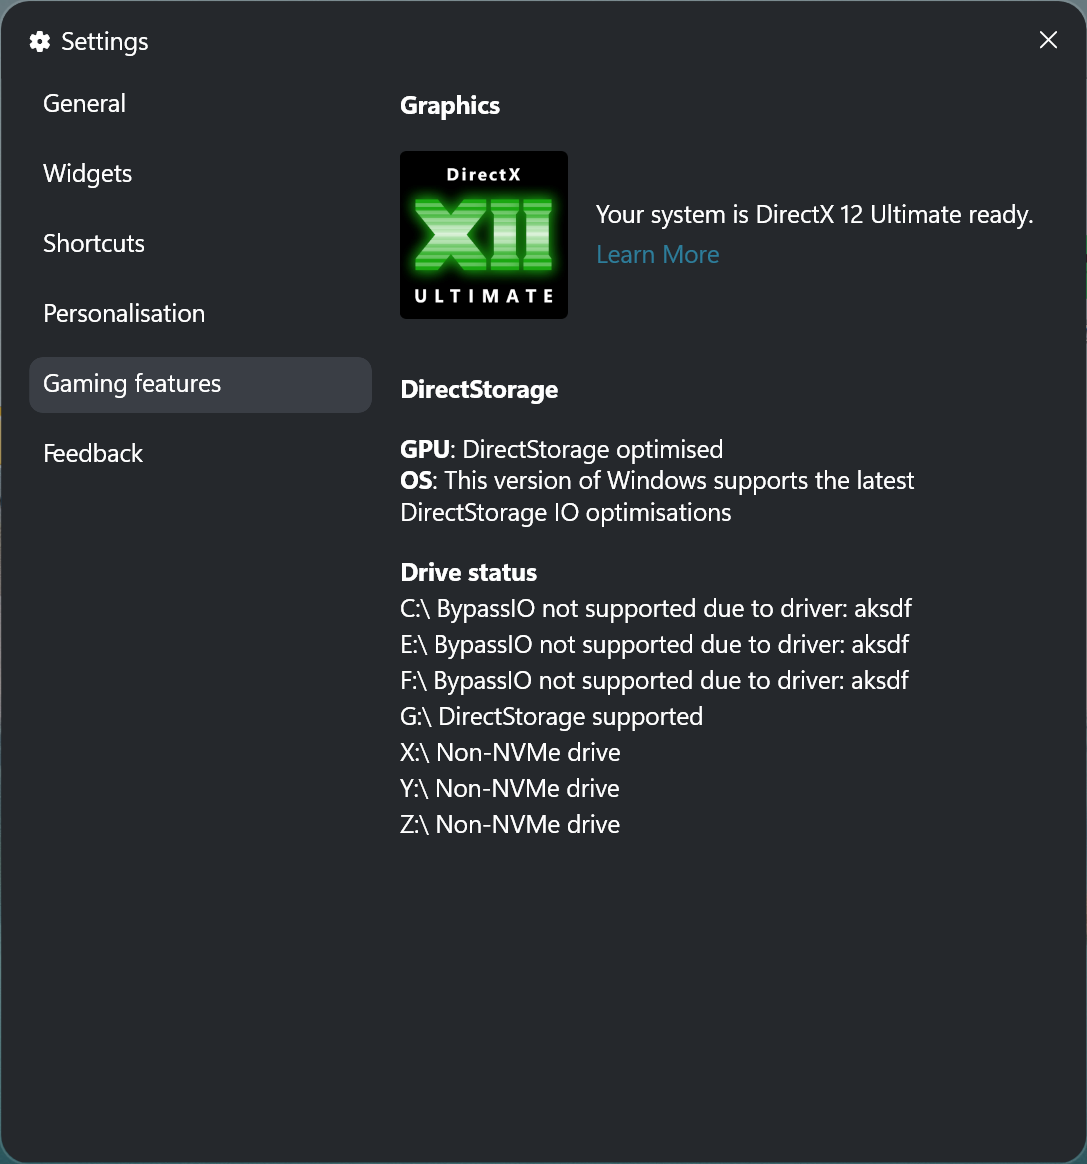 Settings
General
Widgets
Shortcuts
Personalisation
Gaming features
Feedback
Graphics
DirectX
XII
ULTIMATE
Your system is DirectX 12 Ultimate ready.
Learn More
DirectStorage
GPU: DirectStorage optimised
OS: This version of Windows supports the latest
DirectStorage IO optimisations
Drive status
C:\ BypassIO not supported due to driver: aksdf
E:\ BypassIO not supported due to driver: aksdf
F:\ BypassIO not supported due to driver: aksdf
G:\ DirectStorage supported
X:\ Non-NVMe drive
Y:\ Non-NVMe drive
Z:\ Non-NVMe drive